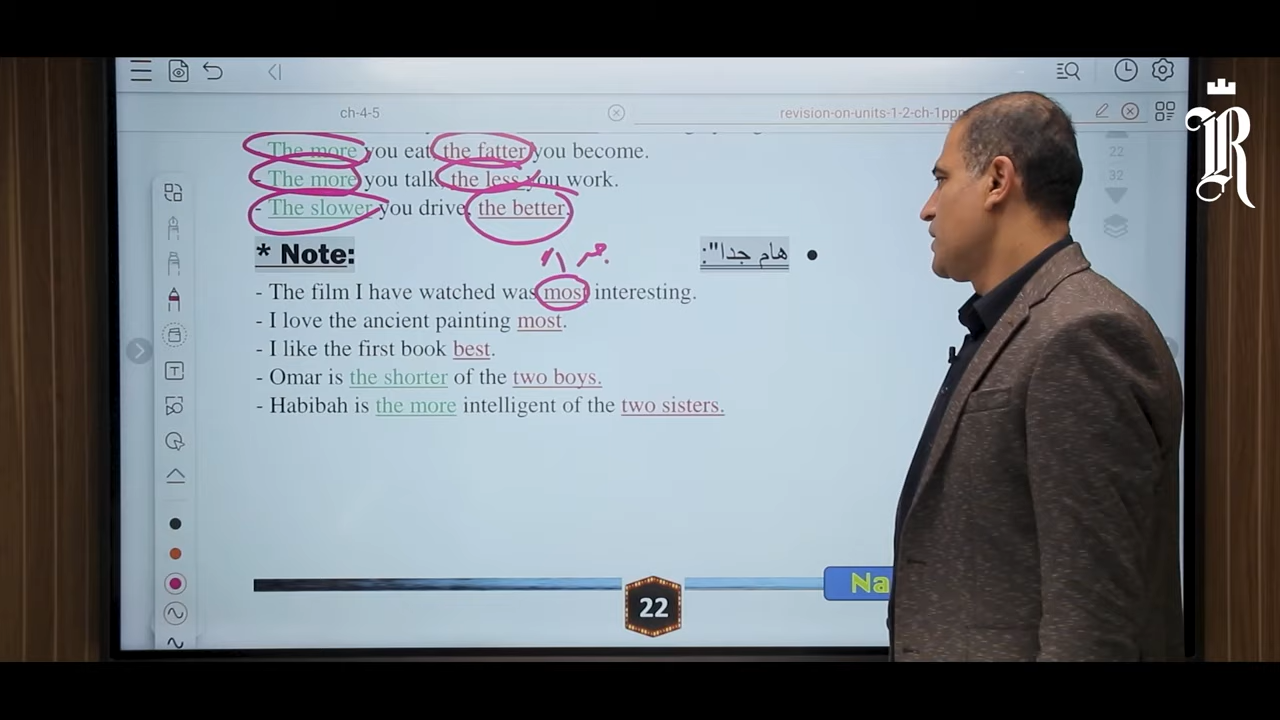 ch-4-5
revision-on-units-1-2-ch-1ppp
22
32
The more you eat, the fatter you become.
- The more you talk, the less you work.
- The slower you drive, the better.
* Note:
هام جدا":
- The film I have watched was most interesting.
- I love the ancient painting most.
- I like the first book best.
- Omar is the shorter of the two boys.
- Habibah is the more intelligent of the two sisters.
22
Na
R